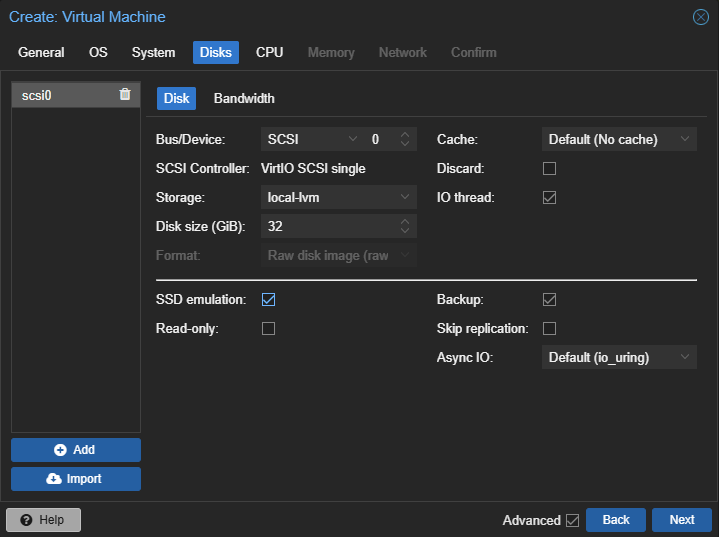 Create: Virtual Machine
General OS System Disks CPU Memory Network Confirm
scsi0
Disk Bandwidth
Bus/Device: SCSI 0 Cache: Default (No cache)
SCSI Controller: VirtIO SCSI single Discard:
Storage: local-lvm IO thread:
Disk size (GiB): 32
Format: Raw disk image (raw
SSD emulation: Backup:
Read-only: Skip replication:
Async IO: Default (io_uring)
Add
Import
Help Advanced Back Next